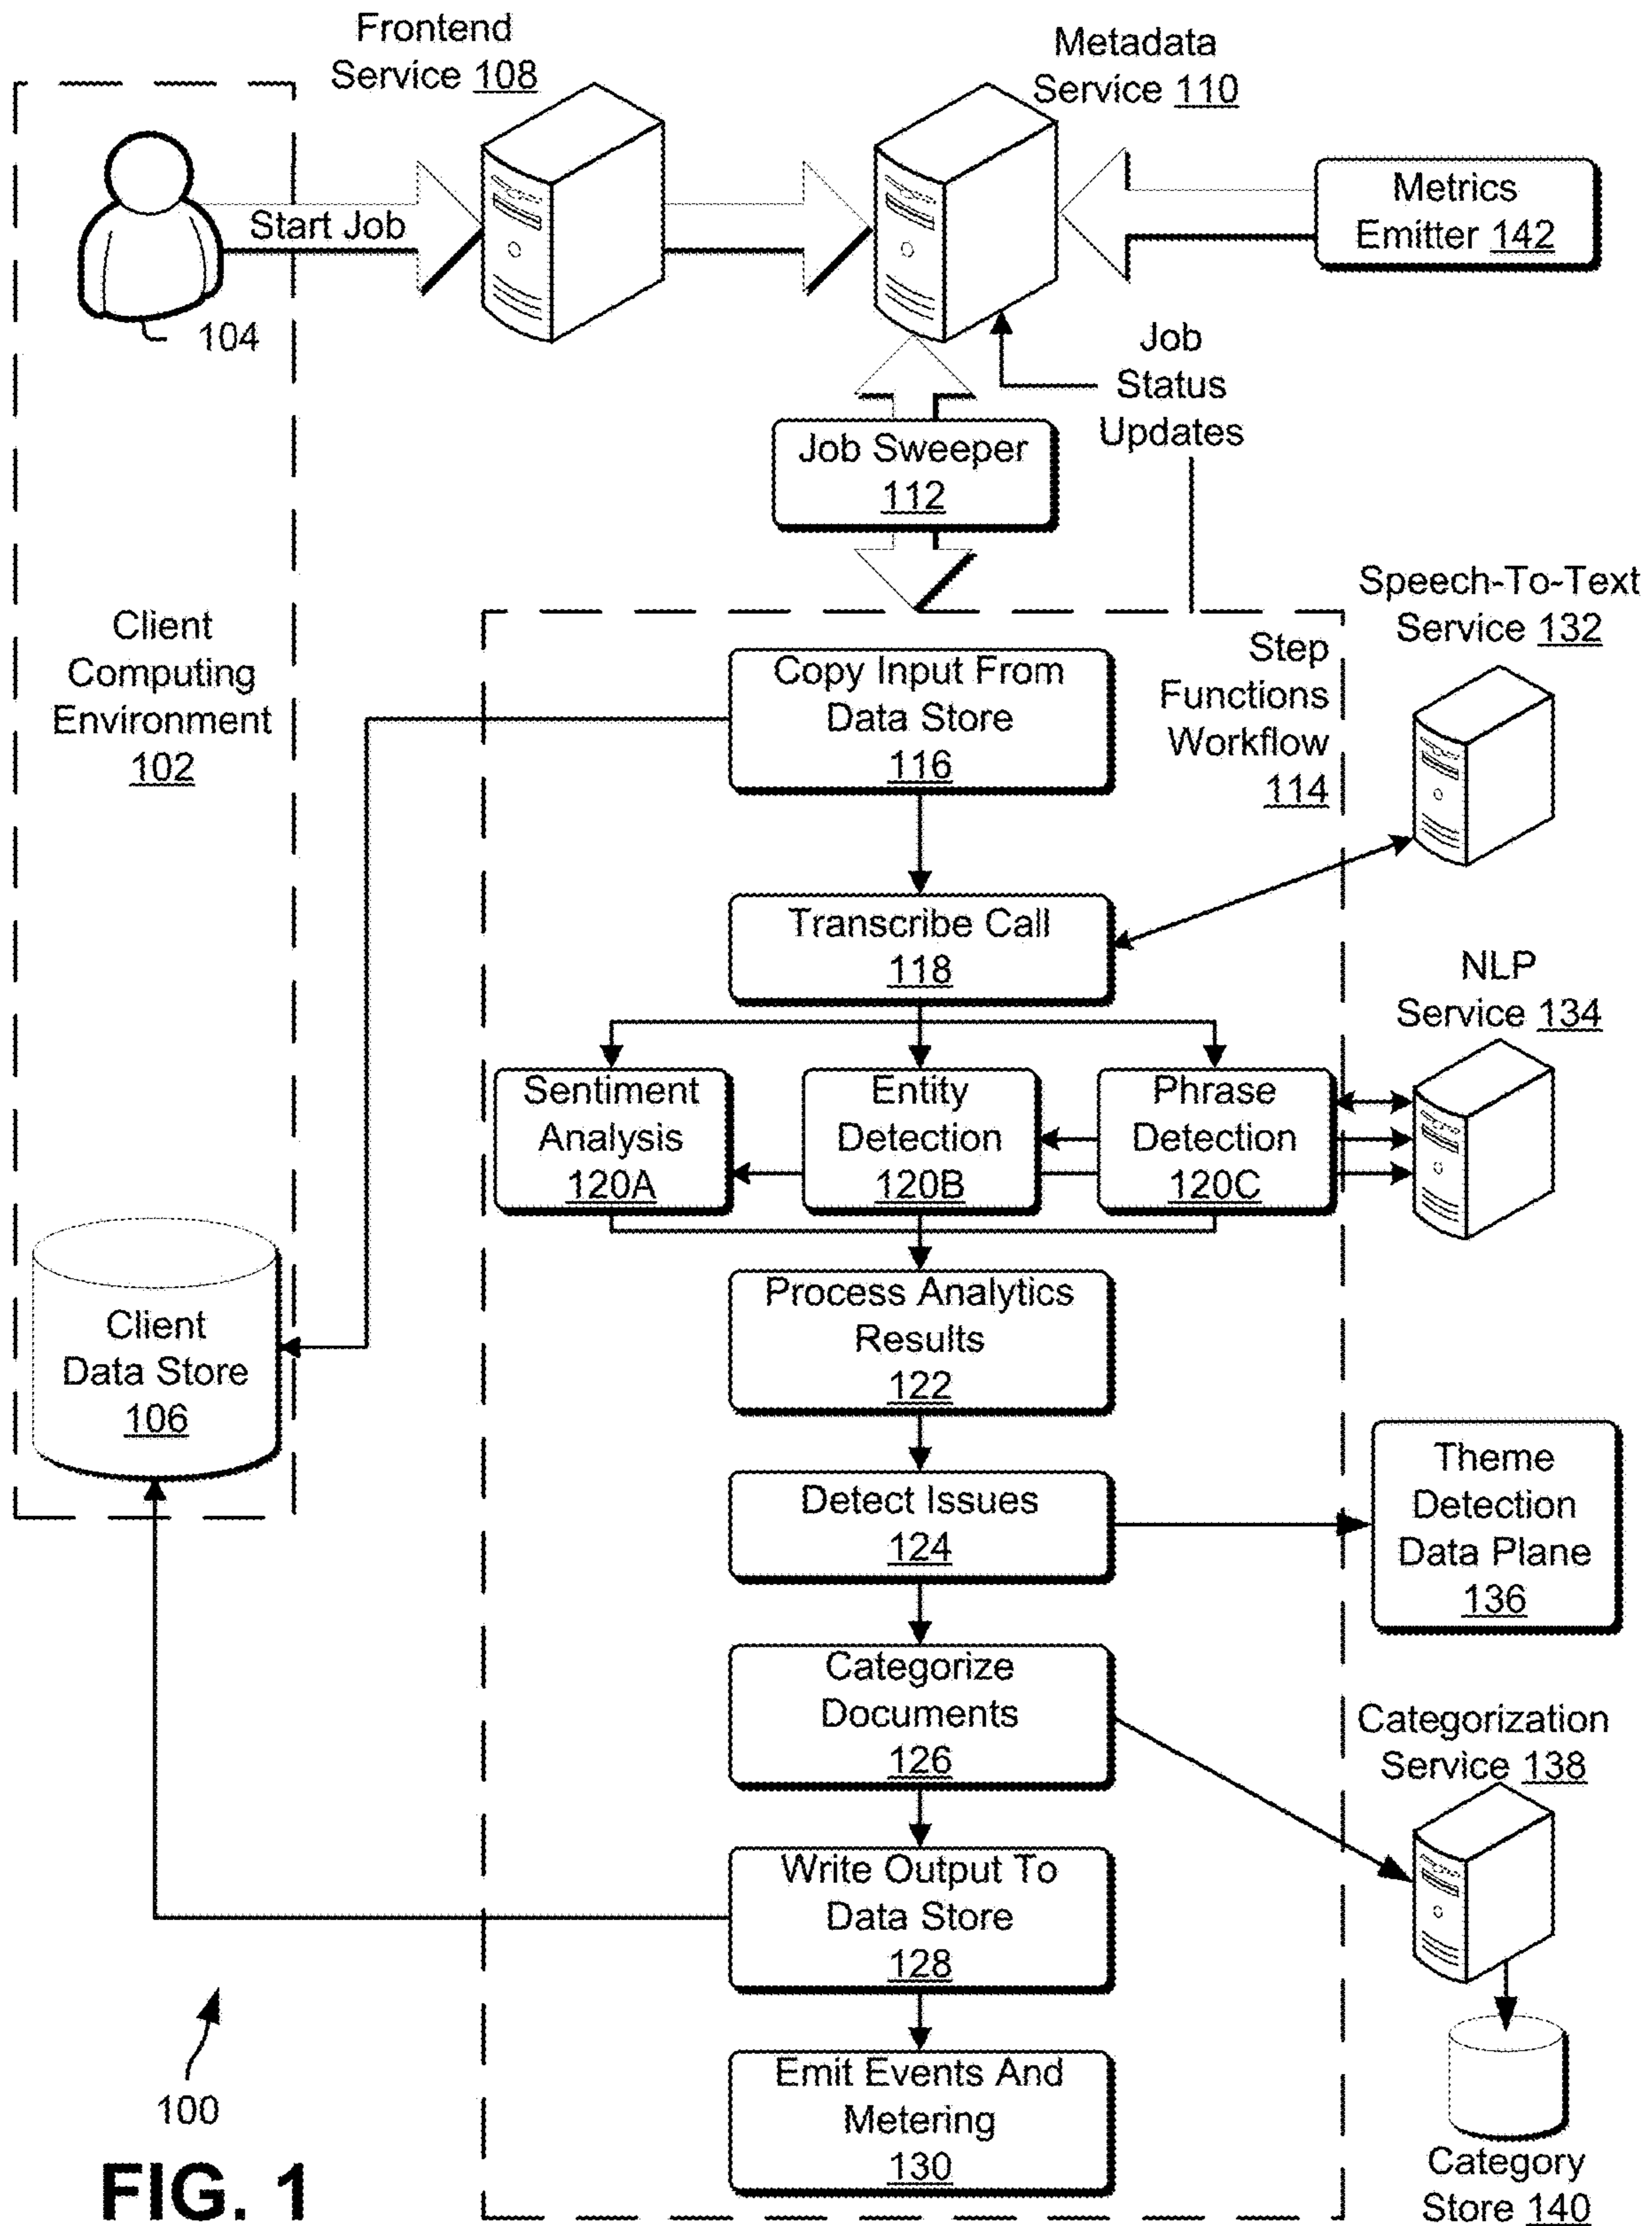 Frontend
Service 108
Metadata
Service 110
Metrics
Emitter 142
Start Job
104
Job
Status
Updates
Job Sweeper
112
Client
Computing
Environment
102
Step
Functions
Workflow
114
Speech-To-Text
Service 132
Copy Input From
Data Store
116
Transcribe Call
118
NLP
Service 134
Sentiment
Analysis
120A
Entity
Detection
120B
Phrase
Detection
120C
Process Analytics
Results
122
Client
Data Store
106
Detect Issues
124
Theme
Detection
Data Plane
136
Categorize
Documents
126
Categorization
Service 138
Write Output To
Data Store
128
Emit Events And
Metering
130
Category
Store 140
100
FIG. 1